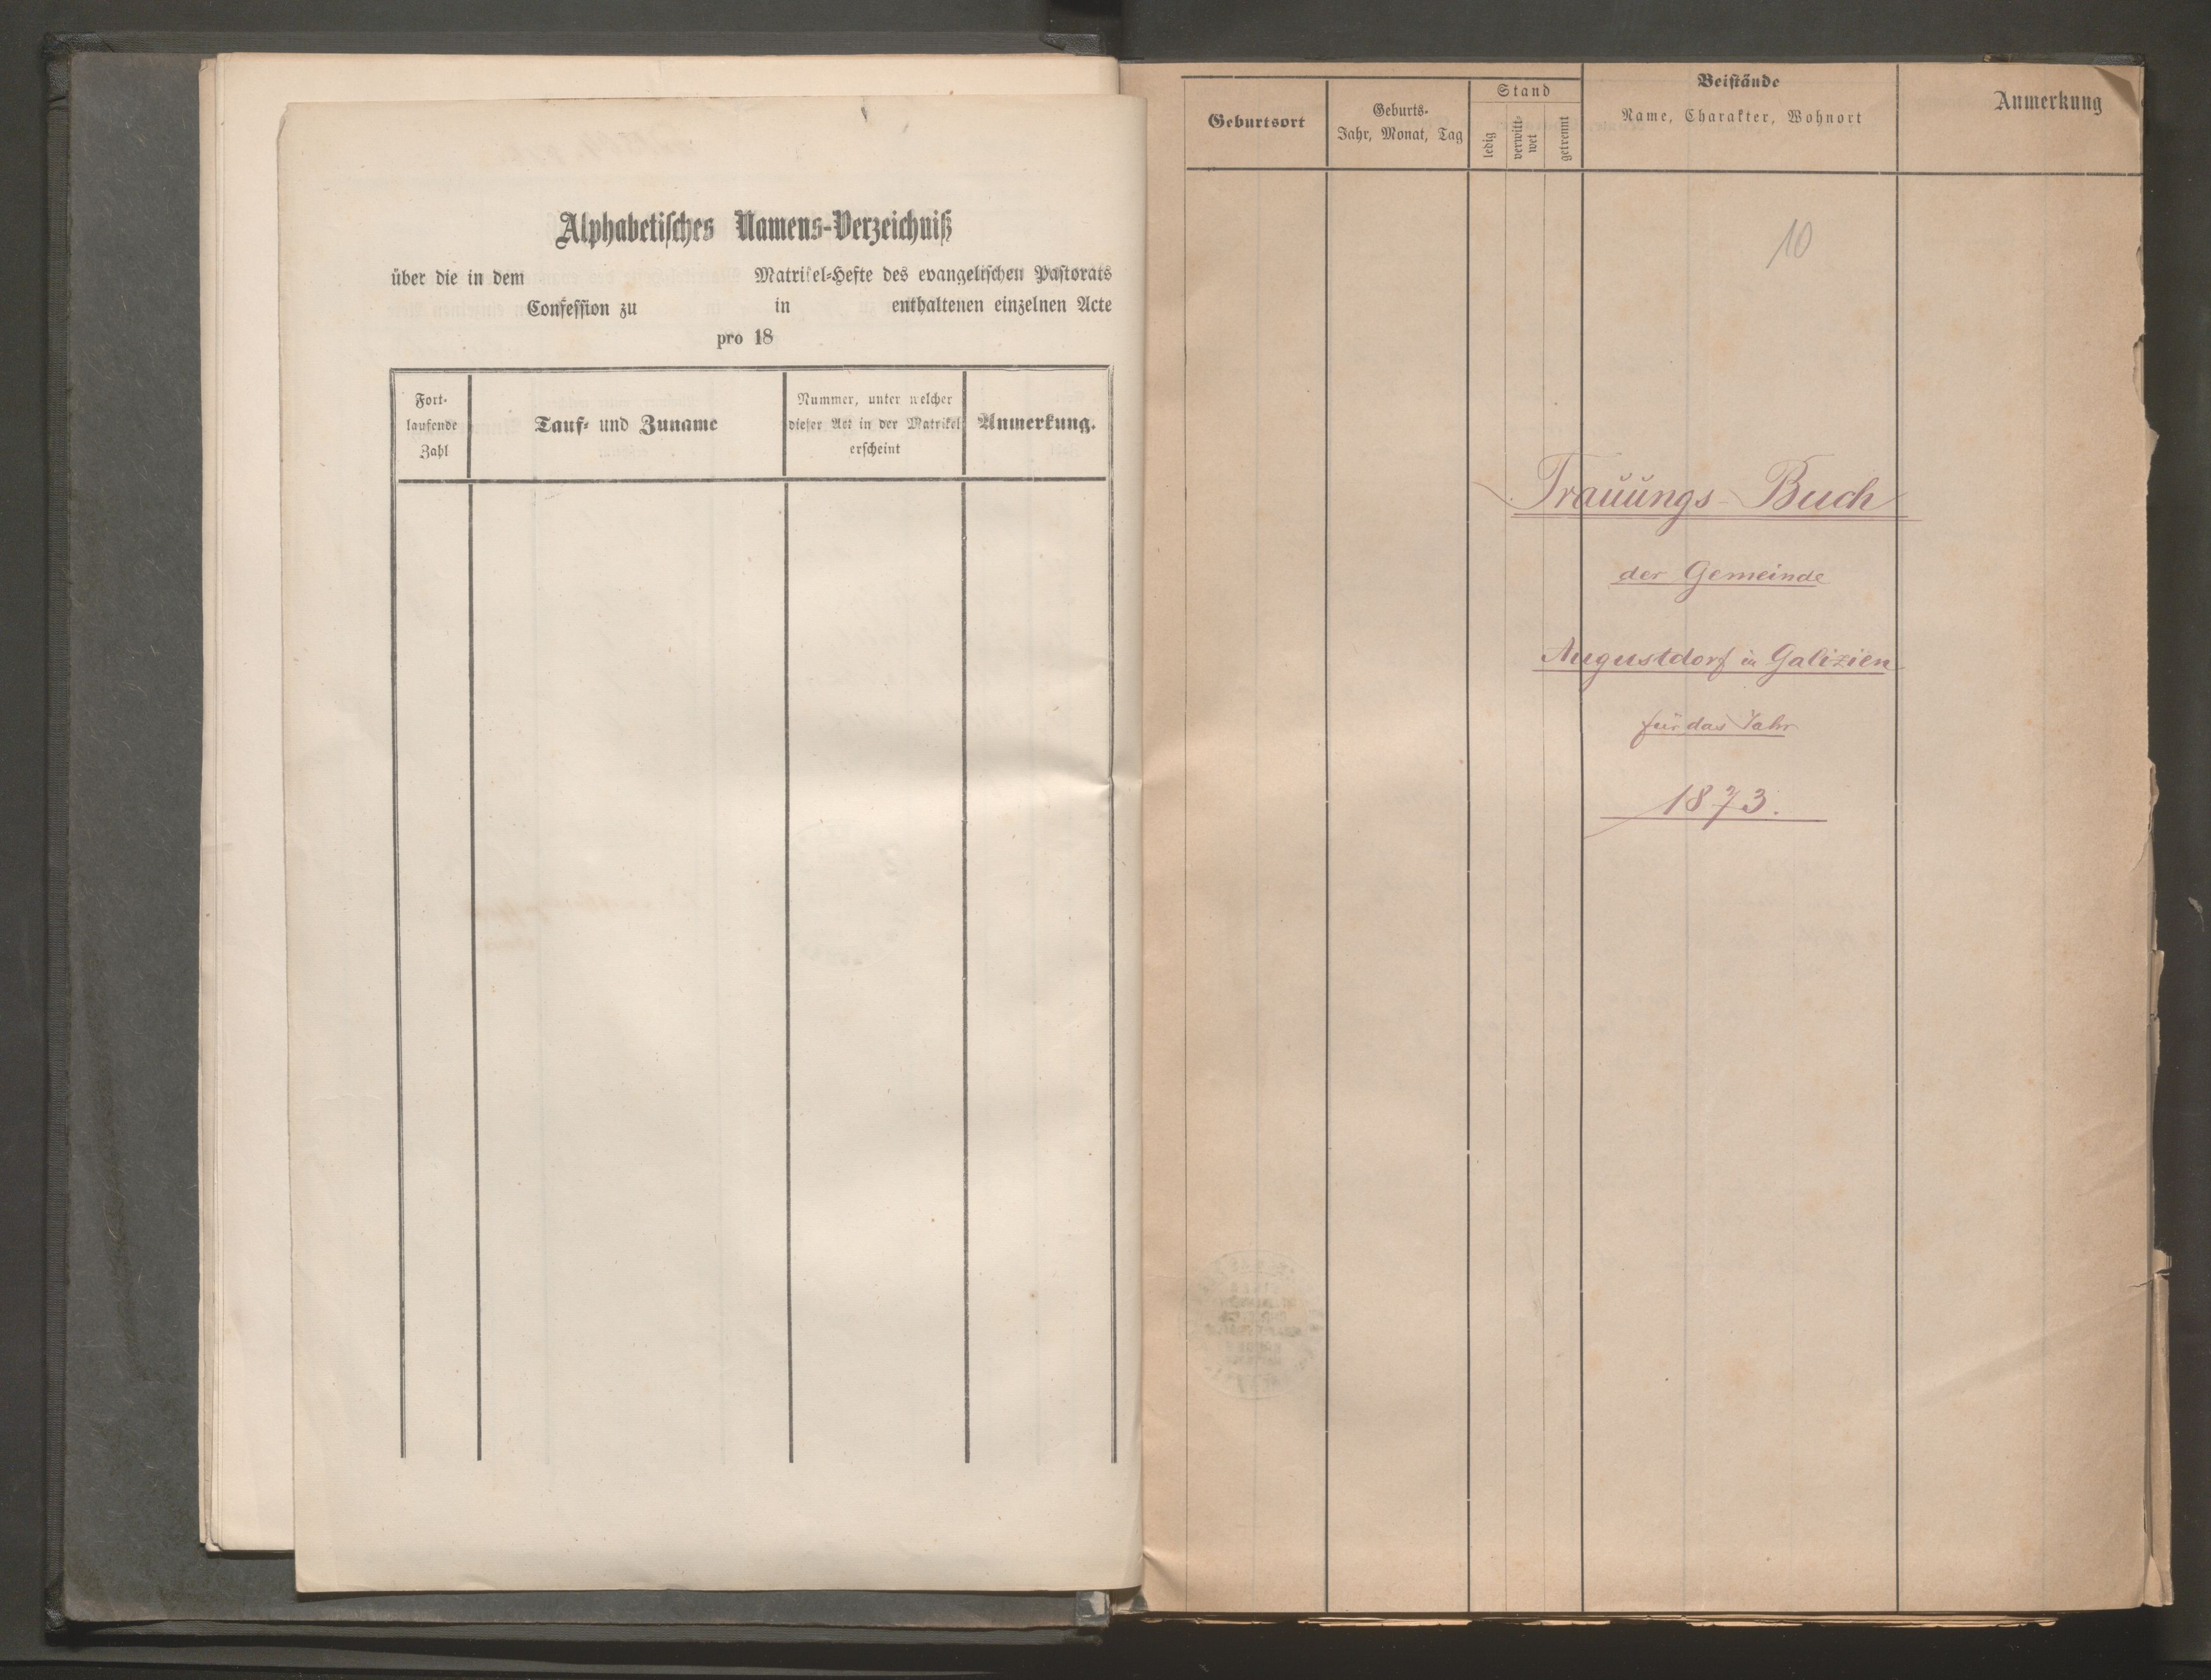 Alphabetisches Namens-Verzeichniß
über die in dem Matrikel-Hefte des evangelischen Pastorats
Confession zu in enthaltenen einzelnen Acte
pro 18
Fort-
laufende
Zahl
Tauf- und Zuname
Nummer, unter welcher
dieser Act in der Matrikel
erscheint
Anmerkung.
Geburtsort
Geburts-
Jahr, Monat, Tag
Stand
ledig
verwitt-
wet
getrennt
Beistände
Name, Charakter, Wohnort
Anmerkung
10
Trauungs-Buch
der Gemeinde
Augustdorf in Galizien
für das Jahr
1873.